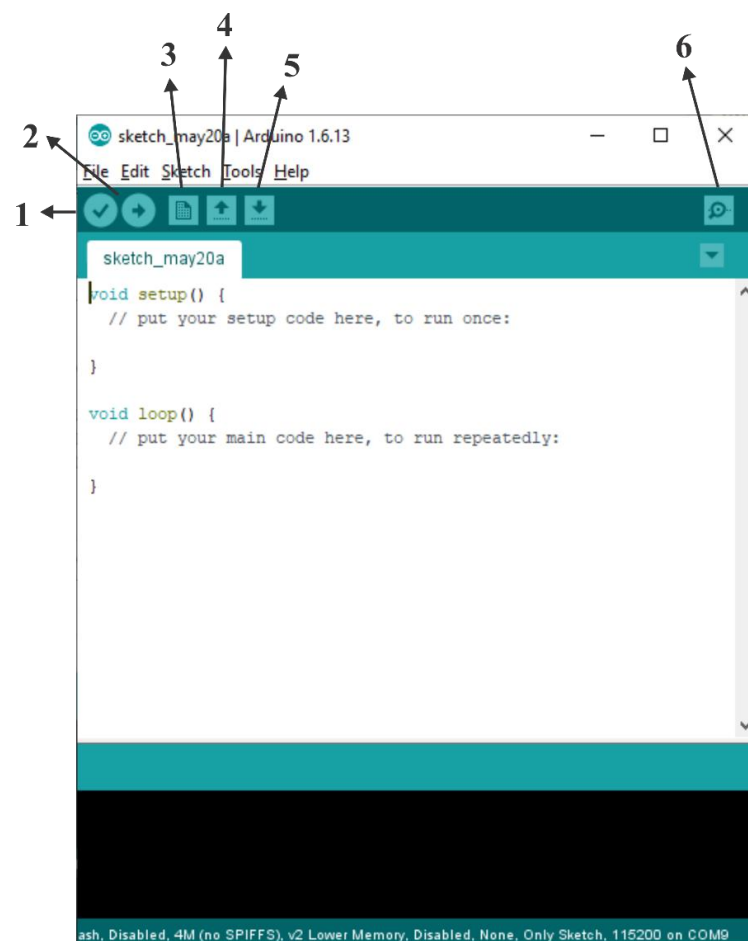 4
3
5
6
2
sketch_may20a | Arduino 1.6.13
File Edit Sketch Tools Help
1
sketch_may20a
void setup() {
// put your setup code here, to run once:
}
void loop() {
// put your main code here, to run repeatedly:
}
ash, Disabled, 4M (no SPIFFS), v2 Lower Memory, Disabled, None, Only Sketch, 115200 on COM9